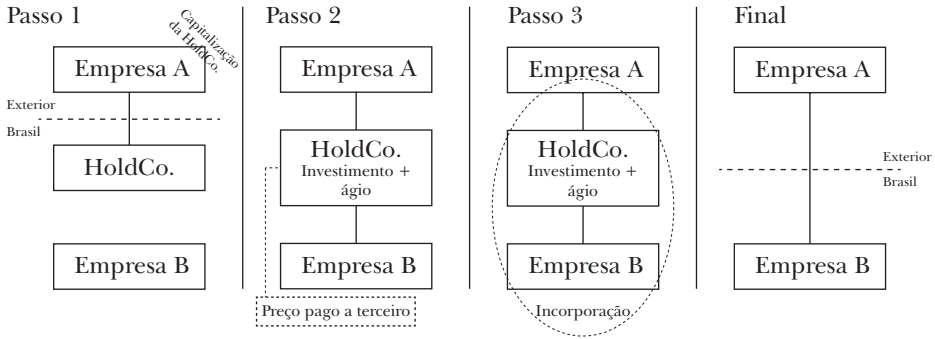 Passo 1
Capitalização
da HoldCo.
Empresa A
Exterior
Brasil
HoldCo.
Empresa B
Passo 2
Empresa A
HoldCo.
Investimento +
ágio
Empresa B
Preço pago a terceiro
Passo 3
Empresa A
HoldCo.
Investimento +
ágio
Empresa B
Incorporação
Final
Empresa A
Exterior
Brasil
Empresa B